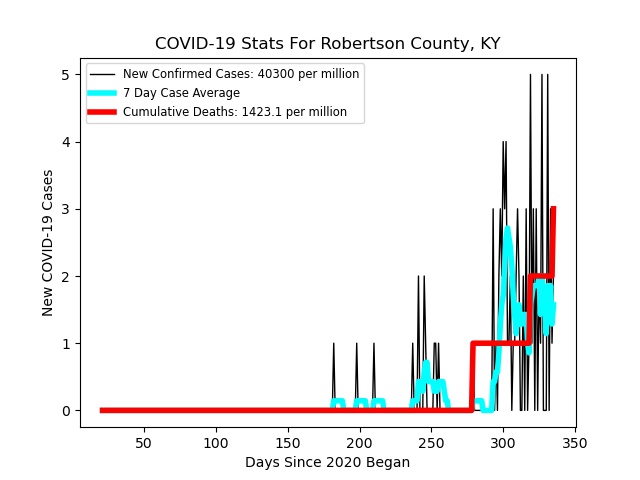 COVID-19 Stats For Robertson County, KY
New Confirmed Cases: 40300 per million
7 Day Case Average
Cumulative Deaths: 1423.1 per million
New COVID-19 Cases
5
4
3
2
1
0
50 100 150 200 250 300 350
Days Since 2020 Began